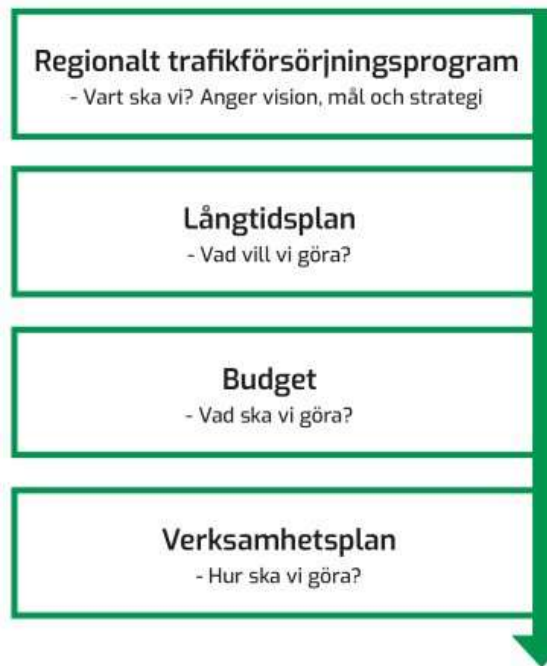 Regionalt trafikförsörjningsprogram
- Vart ska vi? Anger vision, mål och strategi
Långtidsplan
- Vad vill vi göra?
Budget
- Vad ska vi göra?
Verksamhetsplan
- Hur ska vi göra?